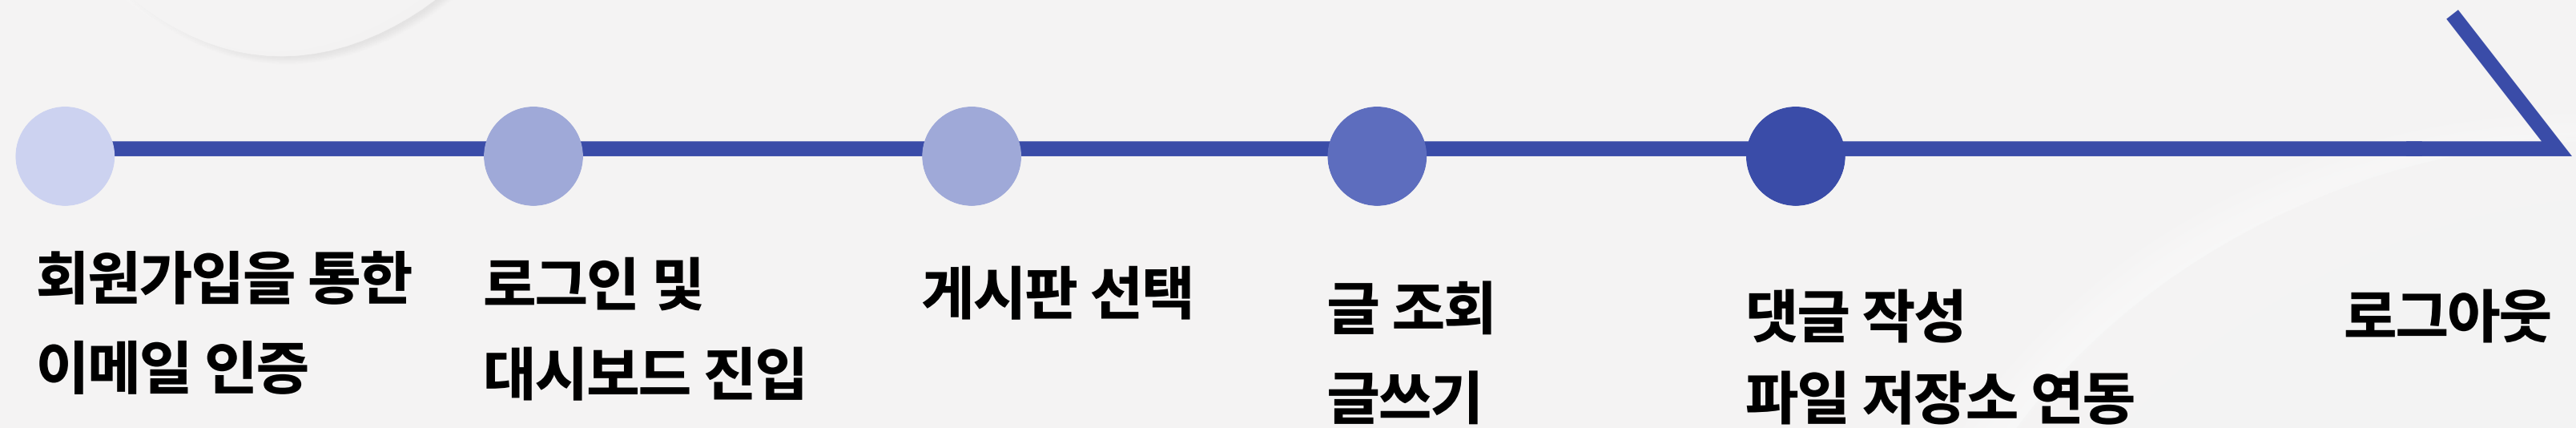 회원가입을 통한
이메일 인증
로그인 및
대시보드 진입
게시판 선택
글 조회
글쓰기
댓글 작성
파일 저장소 연동
로그아웃